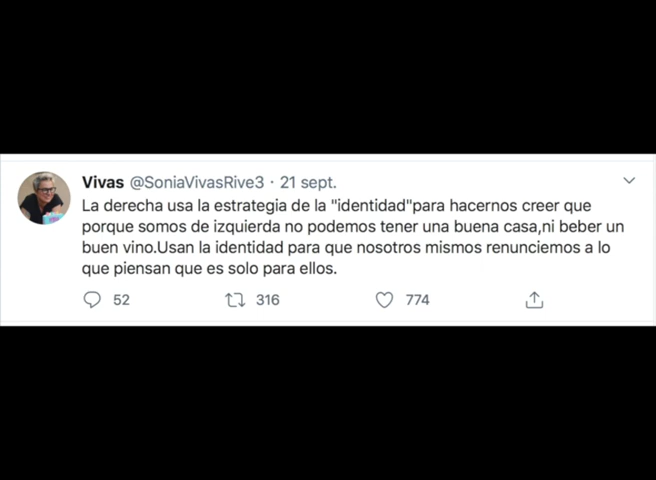 Vivas @SoniaVivasRive3 · 21 sept.
La derecha usa la estrategia de la "identidad"para hacernos creer que
porque somos de izquierda no podemos tener una buena casa,ni beber un
buen vino.Usan la identidad para que nosotros mismos renunciemos a lo
que piensan que es solo para ellos.
52 316 774